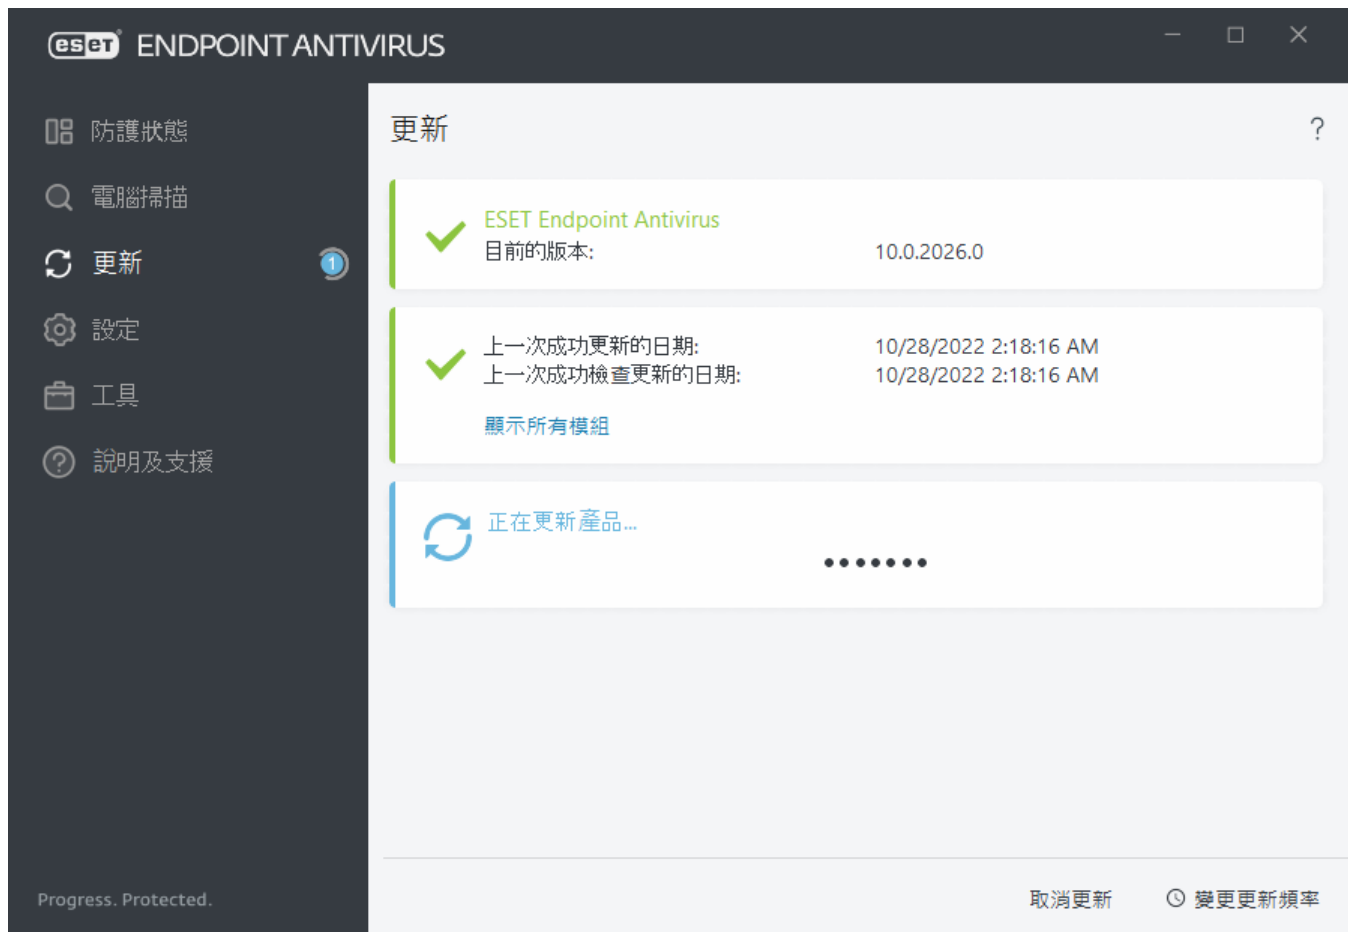 eset ENDPOINT ANTIVIRUS
防護狀態
電腦掃描
更新
1
設定
工具
說明及支援
Progress. Protected.
更新
?
ESET Endpoint Antivirus
目前的版本: 10.0.2026.0
上一次成功更新的日期: 10/28/2022 2:18:16 AM
上一次成功檢查更新的日期: 10/28/2022 2:18:16 AM
顯示所有模組
正在更新產品...
取消更新
變更更新頻率